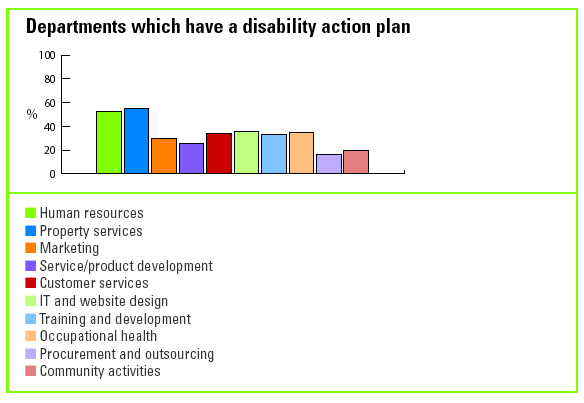 Departments which have a disability action plan
100
80
60
%
40
20
0
Human resources
Property services
Marketing
Service/product development
Customer services
IT and website design
Training and development
Occupational health
Procurement and outsourcing
Community activities